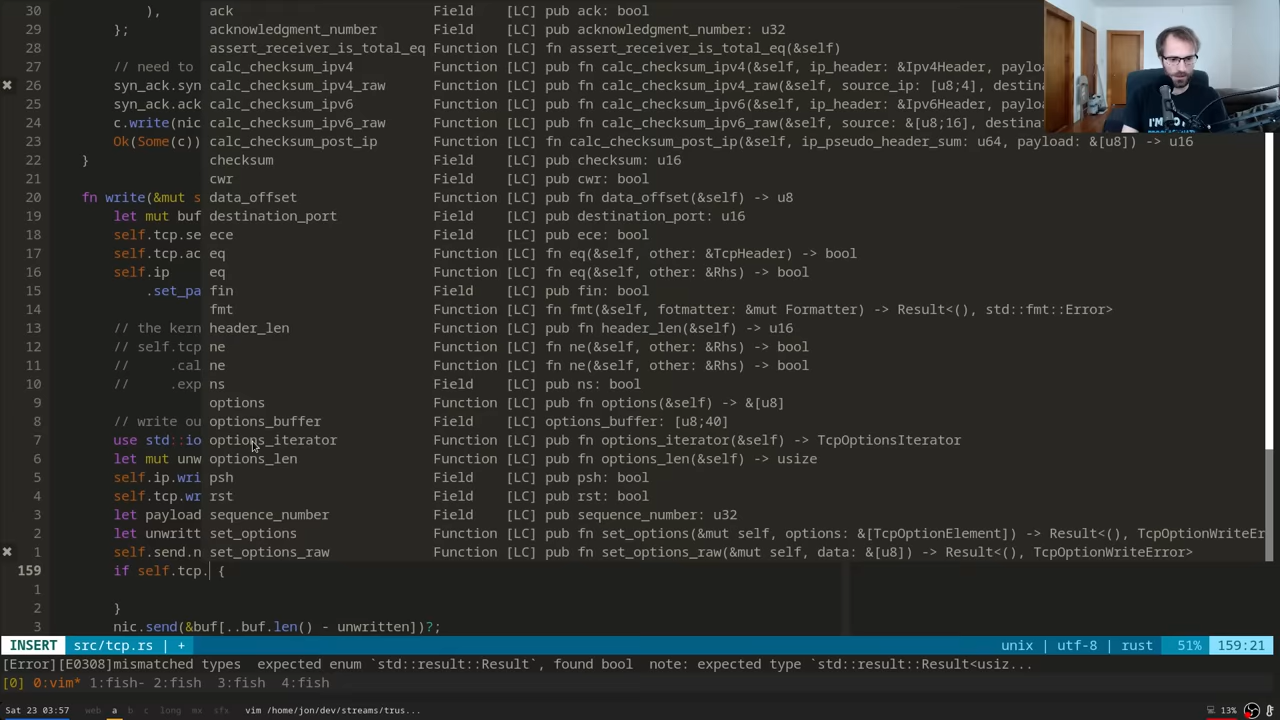 30 ), ack Field [LC] pub ack: bool
29 }; acknowledgment_number Field [LC] pub acknowledgment_number: u32
28 assert_receiver_is_total_eq Function [LC] fn assert_receiver_is_total_eq(&self)
27 // need to calc_checksum_ipv4 Function [LC] pub fn calc_checksum_ipv4(&self, ip_header: &Ipv4Header, payloa
✖ 26 syn_ack.syn calc_checksum_ipv4_raw Function [LC] pub fn calc_checksum_ipv4_raw(&self, source_ip: [u8;4], destina
25 syn_ack.ack calc_checksum_ipv6 Function [LC] pub fn calc_checksum_ipv6(&self, ip_header: &Ipv6Header, payloa
24 c.write(nic calc_checksum_ipv6_raw Function [LC] pub fn calc_checksum_ipv6_raw(&self, source: &[u8;16], destinat
23 Ok(Some(c)) calc_checksum_post_ip Function [LC] fn calc_checksum_post_ip(&self, ip_pseudo_header_sum: u64, payload: &[u8]) -> u16
22 } checksum Field [LC] pub checksum: u16
21 cwr Field [LC] pub cwr: bool
20 fn write(&mut s data_offset Function [LC] pub fn data_offset(&self) -> u8
19 let mut buf destination_port Field [LC] pub destination_port: u16
18 self.tcp.se ece Field [LC] pub ece: bool
17 self.tcp.ac eq Function [LC] fn eq(&self, other: &TcpHeader) -> bool
16 self.ip eq Function [LC] fn eq(&self, other: &Rhs) -> bool
15 .set_pa fin Field [LC] pub fin: bool
14 fmt Function [LC] fn fmt(&self, fotmatter: &mut Formatter) -> Result<(), std::fmt::Error>
13 // the kern header_len Function [LC] pub fn header_len(&self) -> u16
12 // self.tcp ne Function [LC] fn ne(&self, other: &Rhs) -> bool
11 // .cal ne Function [LC] fn ne(&self, other: &Rhs) -> bool
10 // .exp ns Field [LC] pub ns: bool
9 options Function [LC] pub fn options(&self) -> &[u8]
8 // write ou options_buffer Field [LC] options_buffer: [u8;40]
7 use std::io options_iterator Function [LC] pub fn options_iterator(&self) -> TcpOptionsIterator
6 let mut unw options_len Function [LC] pub fn options_len(&self) -> usize
5 self.ip.wri psh Field [LC] pub psh: bool
4 self.tcp.wr rst Field [LC] pub rst: bool
3 let payload sequence_number Field [LC] pub sequence_number: u32
2 let unwritt set_options Function [LC] pub fn set_options(&mut self, options: &[TcpOptionElement]) -> Result<(), TcpOptionWriteEr
✖ 1 self.send.n set_options_raw Function [LC] pub fn set_options_raw(&mut self, data: &[u8]) -> Result<(), TcpOptionWriteError>
159 if self.tcp. {
1
2 }
3 nic.send(&buf[..buf.len() - unwritten])?;
INSERT src/tcp.rs | + unix | utf-8 | rust 51% 159:21
[Error][E0308]mismatched types expected enum `std::result::Result`, found bool note: expected type `std::result::Result<usiz...
[0] 0:vim* 1:fish- 2:fish 3:fish 4:fish
Sat 23 03:57 web a b c long mx sfx vim /home/jon/dev/streams/trus... 13%